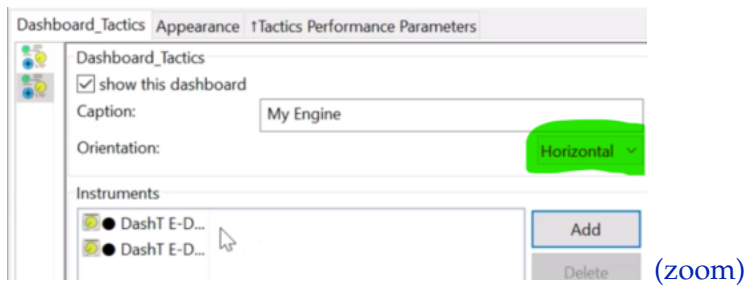 Dashboard_Tactics Appearance ↑Tactics Performance Parameters
Dashboard_Tactics
show this dashboard
Caption: My Engine
Orientation: Horizontal
Instruments
DashT E-D...
Add
DashT E-D...
Delete (zoom)